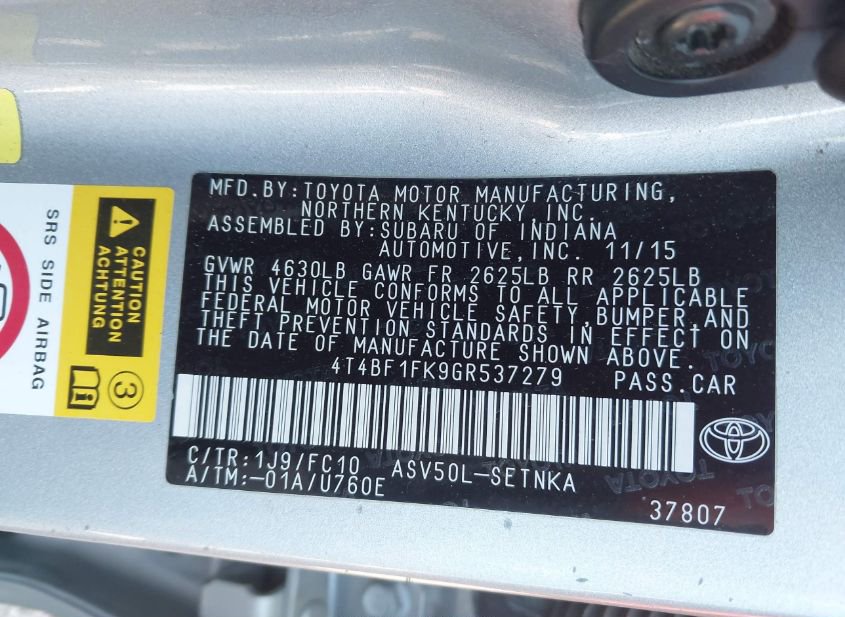 MFD.BY:TOYOTA MOTOR MANUFACTURING,
NORTHERN KENTUCKY, INC.
ASSEMBLED BY:SUBARU OF INDIANA
AUTOMOTIVE,INC. 11/15
GVWR 4630LB GAWR FR 2625LB RR 2625LB
THIS VEHICLE CONFORMS TO ALL APPLICABLE
FEDERAL MOTOR VEHICLE SAFETY,BUMPER,AND
THEFT PREVENTION STANDARDS IN EFFECT ON
THE DATE OF MANUFACTURE SHOWN ABOVE.
4T4BF1FK9GR537279 PASS.CAR
C/TR:1J9/FC10 ASV50L-SETNKA
A/TM:-01A/U760E
37807
SRS SIDE AIRBAG
CAUTION
ATTENTION
ACHTUNG
3
TOYOTA